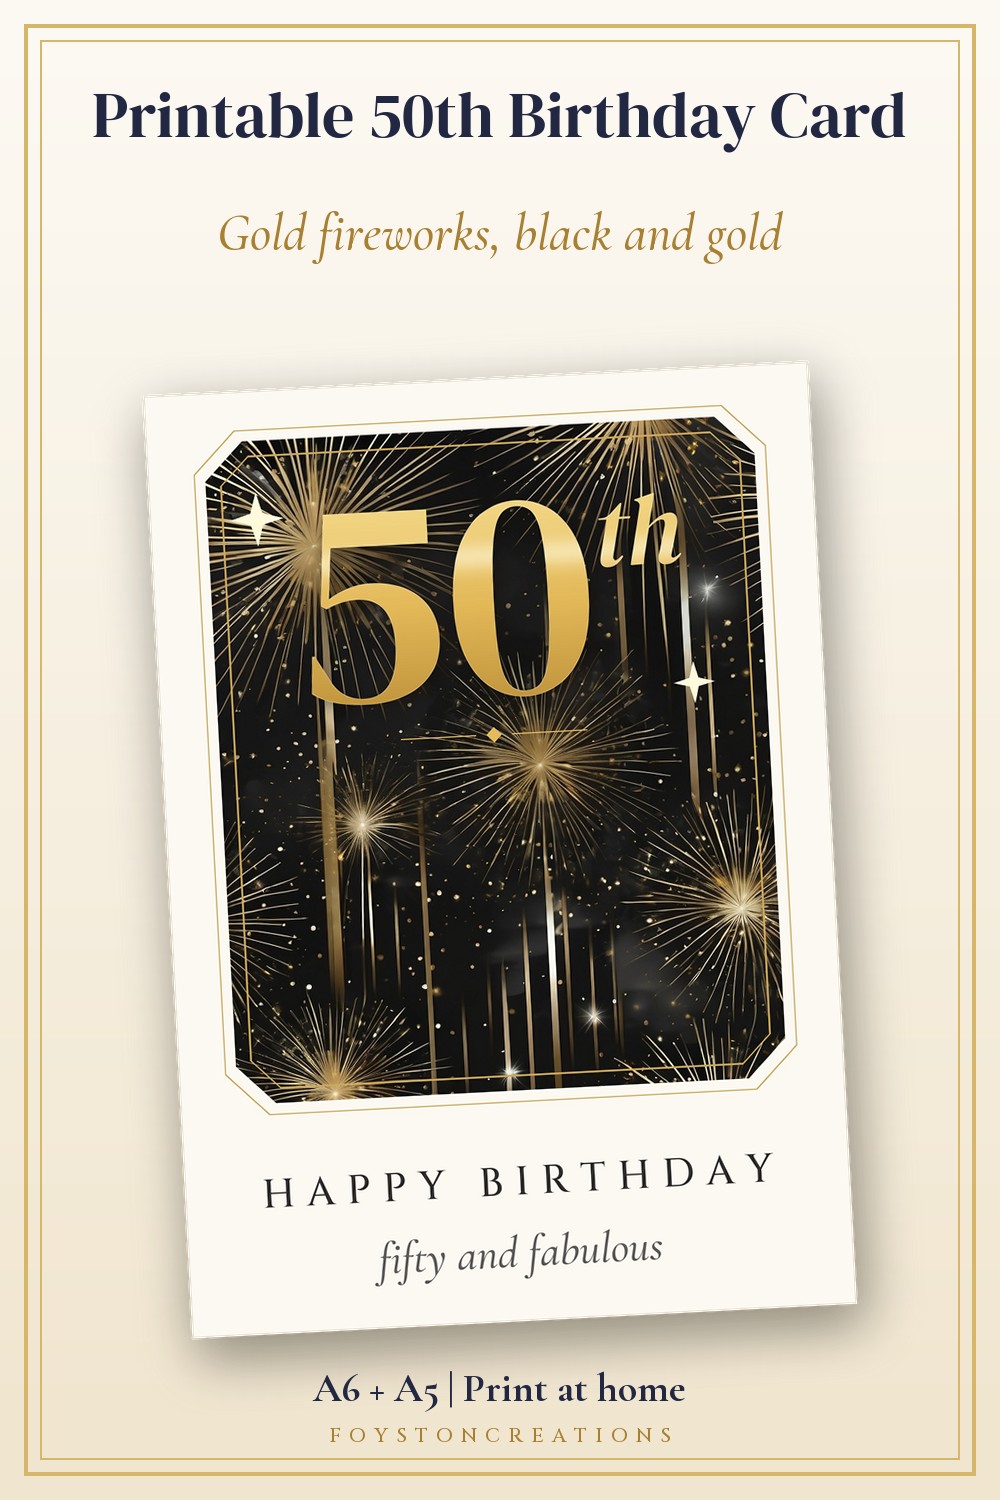 Printable 50th Birthday Card
Gold fireworks, black and gold
50th
HAPPY BIRTHDAY
fifty and fabulous
A6 + A5 | Print at home
FOYSTONCREATIONS